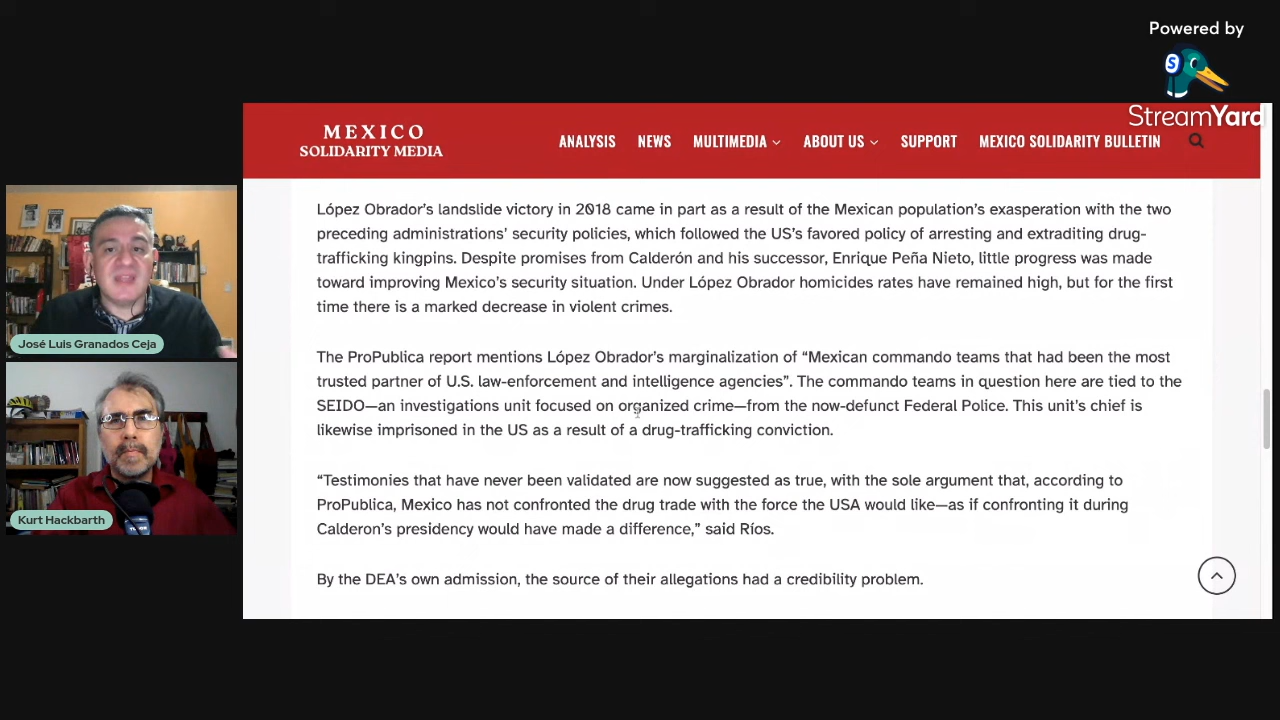 Powered by
StreamYard
MEXICO
SOLIDARITY MEDIA
ANALYSIS NEWS MULTIMEDIA ABOUT US SUPPORT MEXICO SOLIDARITY BULLETIN
López Obrador’s landslide victory in 2018 came in part as a result of the Mexican population’s exasperation with the two
preceding administrations’ security policies, which followed the US’s favored policy of arresting and extraditing drug-
trafficking kingpins. Despite promises from Calderón and his successor, Enrique Peña Nieto, little progress was made
toward improving Mexico’s security situation. Under López Obrador homicides rates have remained high, but for the first
time there is a marked decrease in violent crimes.
The ProPublica report mentions López Obrador’s marginalization of “Mexican commando teams that had been the most
trusted partner of U.S. law-enforcement and intelligence agencies”. The commando teams in question here are tied to the
SEIDO—an investigations unit focused on organized crime—from the now-defunct Federal Police. This unit’s chief is
likewise imprisoned in the US as a result of a drug-trafficking conviction.
“Testimonies that have never been validated are now suggested as true, with the sole argument that, according to
ProPublica, Mexico has not confronted the drug trade with the force the USA would like—as if confronting it during
Calderon’s presidency would have made a difference,” said Ríos.
By the DEA’s own admission, the source of their allegations had a credibility problem.
José Luis Granados Ceja
Kurt Hackbarth